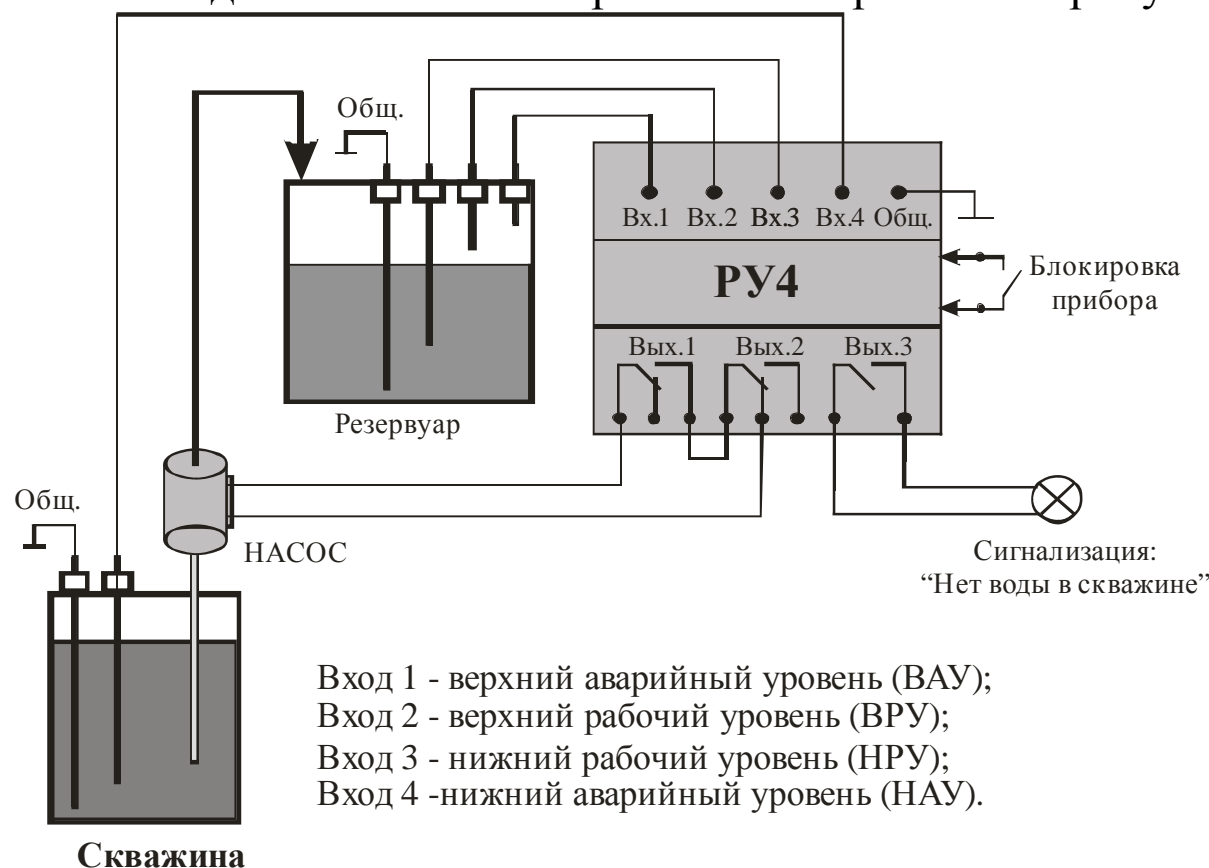 Общ.
Вх.1 Вх.2 Вх.3 Вх.4 Общ.
РУ4
Блокировка
прибора
Вых.1 Вых.2 Вых.3
Резервуар
Общ.
НАСОС
Сигнализация:
“Нет воды в скважине”
Вход 1 - верхний аварийный уровень (ВАУ);
Вход 2 - верхний рабочий уровень (ВРУ);
Вход 3 - нижний рабочий уровень (НРУ);
Вход 4 -нижний аварийный уровень (НАУ).
Скважина